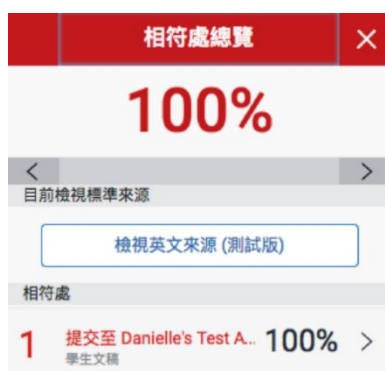 相符處總覽
100%
目前檢視標準來源
檢視英文來源 (測試版)
相符處
1 提交至 Danielle's Test A... 100%
學生文稿